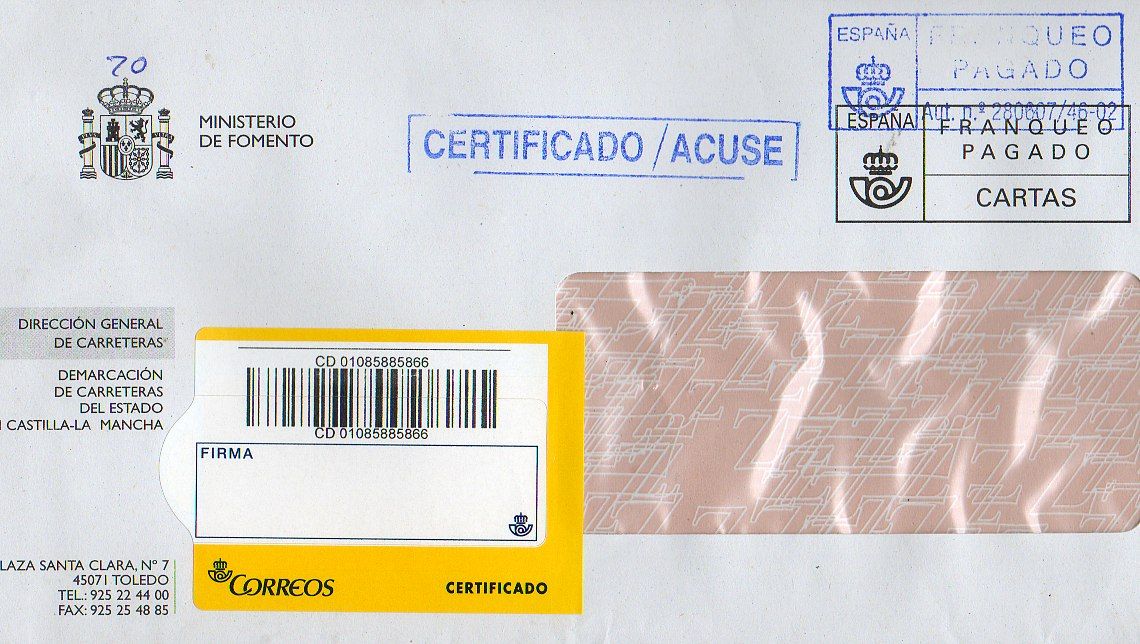 70
MINISTERIO
DE FOMENTO
CERTIFICADO / ACUSE
ESPAÑA
FRANQUEO
PAGADO
Aut. n.º 280607/46-02
ESPAÑA
FRANQUEO
PAGADO
CARTAS
DIRECCIÓN GENERAL
DE CARRETERAS
DEMARCACIÓN
DE CARRETERAS
DEL ESTADO
CASTILLA-LA MANCHA
CD 01085885866
CD 01085885866
FIRMA
CORREOS
CERTIFICADO
LAZA SANTA CLARA, Nº 7
45071 TOLEDO
TEL.: 925 22 44 00
FAX: 925 25 48 85